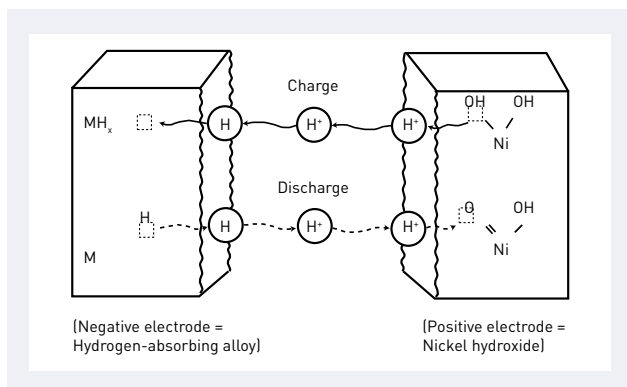 Charge
OH OH
MHₓ H H⁺ H⁺
Ni
Discharge
H O OH
H H⁺ H⁺
Ni
M
(Negative electrode =
Hydrogen-absorbing alloy)
(Positive electrode =
Nickel hydroxide)